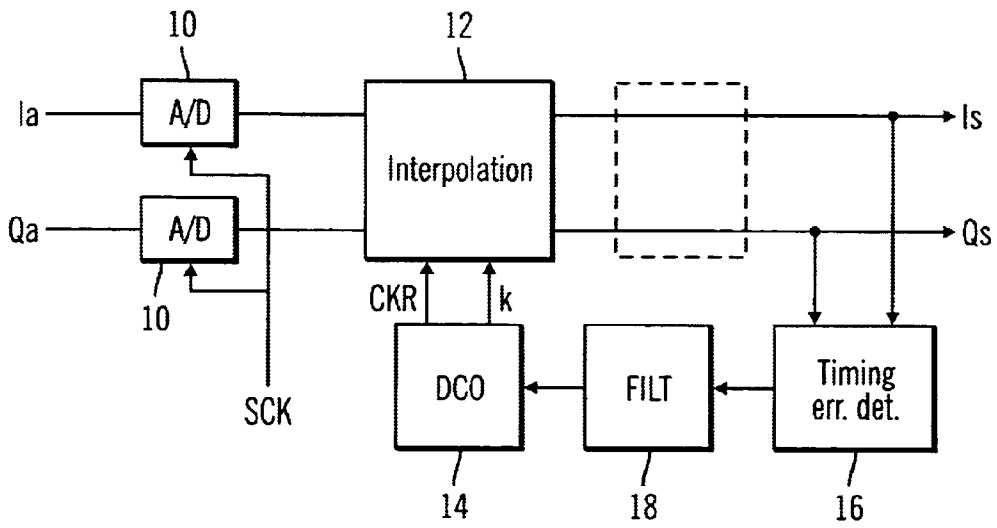 10
12
Ia
A/D
Interpolation
Is
Qa
A/D
Qs
10
CKR
k
SCK
DCO
FILT
Timing
err. det.
14
18
16